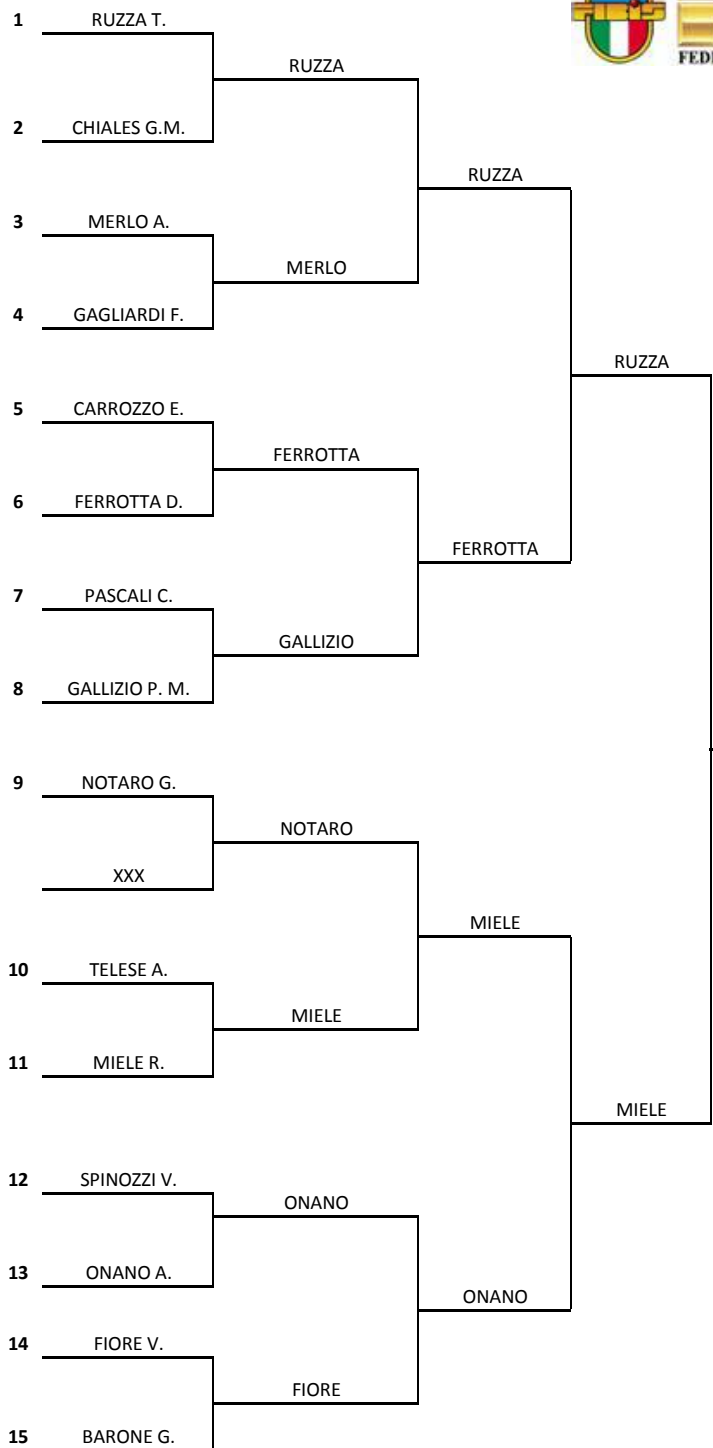 FEDE
1 RUZZA T.
RUZZA
2 CHIALES G.M.
RUZZA
3 MERLO A.
MERLO
4 GAGLIARDI F.
RUZZA
5 CARROZZO E.
FERROTTA
6 FERROTTA D.
FERROTTA
7 PASCALI C.
GALLIZIO
8 GALLIZIO P. M.
9 NOTARO G.
NOTARO
XXX
MIELE
10 TELESE A.
MIELE
11 MIELE R.
MIELE
12 SPINOZZI V.
ONANO
13 ONANO A.
ONANO
14 FIORE V.
FIORE
15 BARONE G.